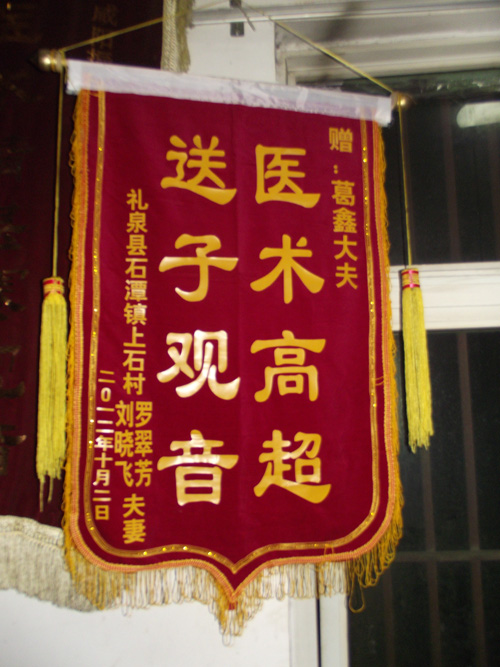 赠：葛鑫大夫
医术高超
送子观音
礼泉县石潭镇上石村
罗翠芳
刘晓飞
夫妻
二0一二年十月二日